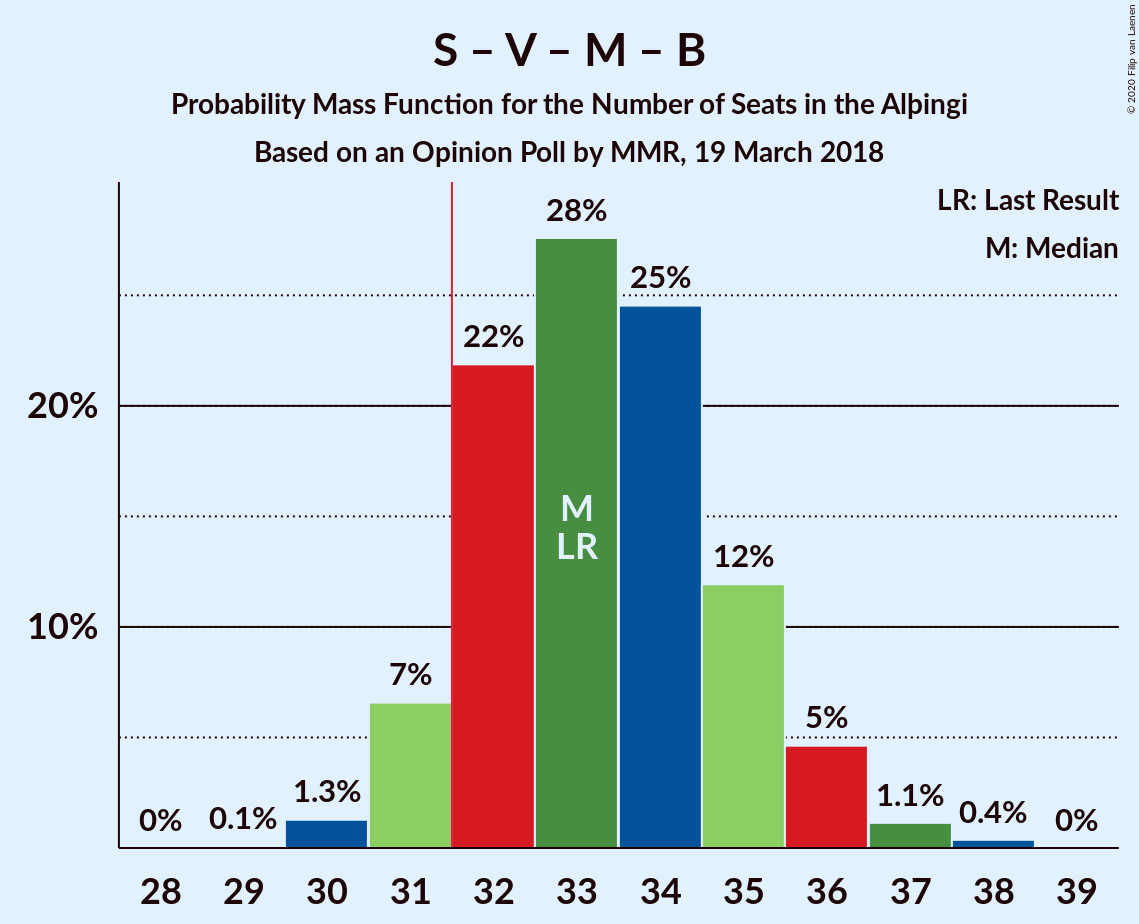 S – V – M – B
Probability Mass Function for the Number of Seats in the Alþingi
Based on an Opinion Poll by MMR, 19 March 2018
© 2020 Filip van Laenen
LR: Last Result
M: Median
28%
25%
22%
20%
M
LR
12%
10%
7%
5%
1.3%
1.1%
0.4%
0%
0.1%
0%
28 29 30 31 32 33 34 35 36 37 38 39